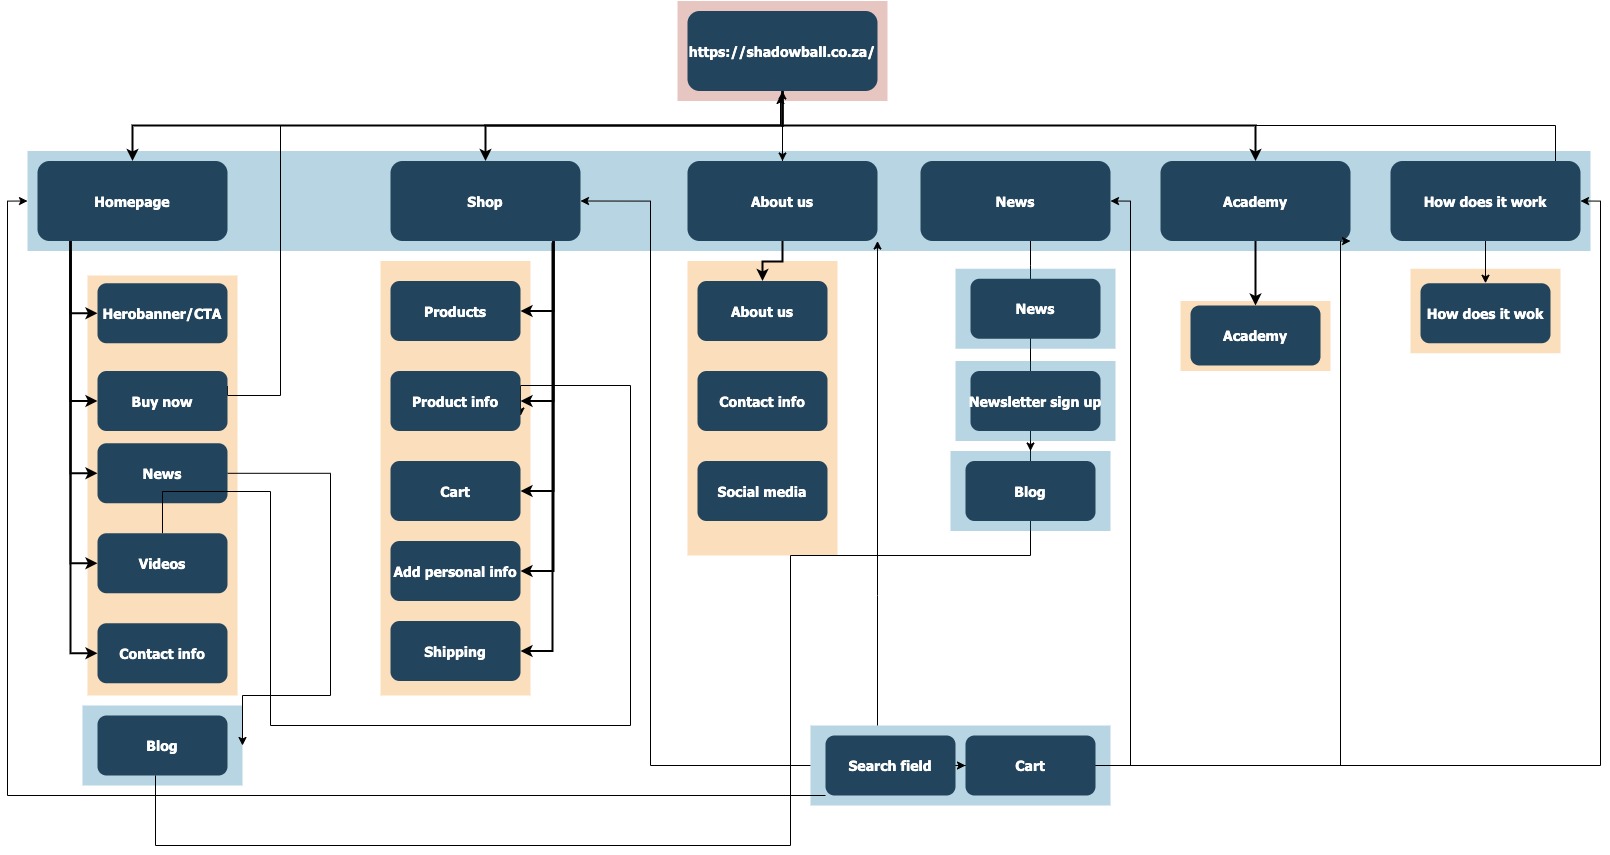 https://shadowball.co.za/
Homepage
Shop
About us
News
Academy
How does it work
Herobanner/CTA
Buy now
News
Videos
Contact info
Blog
Products
Product info
Cart
Add personal info
Shipping
About us
Contact info
Social media
News
Newsletter sign up
Blog
Academy
How does it wok
Search field
Cart